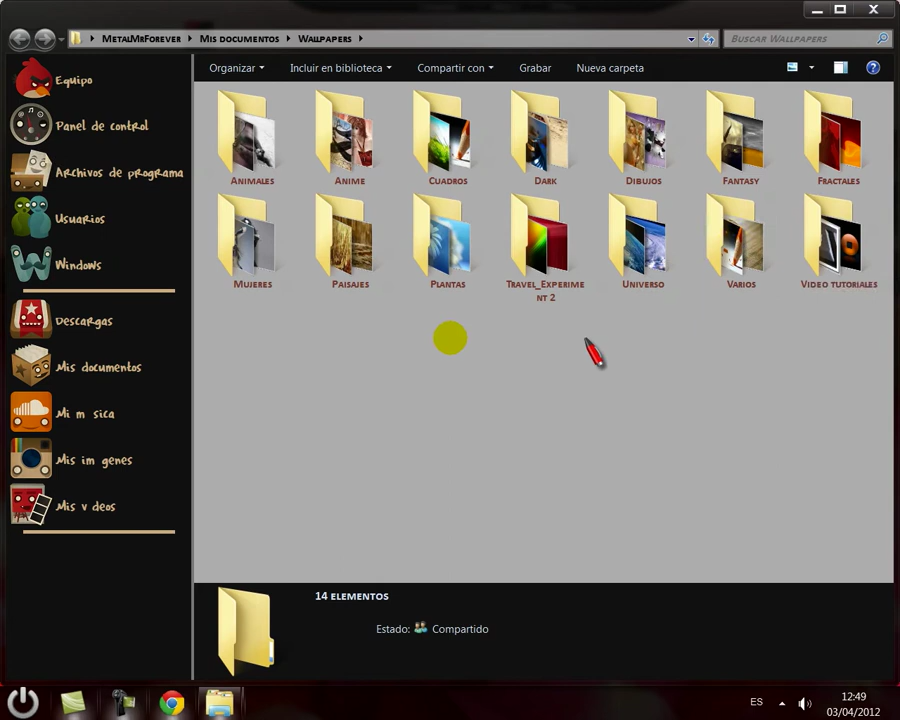 MetalMrForever Mis documentos Wallpapers
Buscar Wallpapers
Equipo
Panel de control
Archivos de programa
Usuarios
Windows
Descargas
Mis documentos
Mi m sica
Mis im genes
Mis v deos
Organizar Incluir en biblioteca Compartir con Grabar Nueva carpeta
Animales Anime Cuadros Dark Dibujos Fantasy Fractales
Mujeres Paisajes Plantas Travel_Experime Universo Varios Video tutoriales
nt 2
14 elementos
Estado: Compartido
ES
12:49
03/04/2012